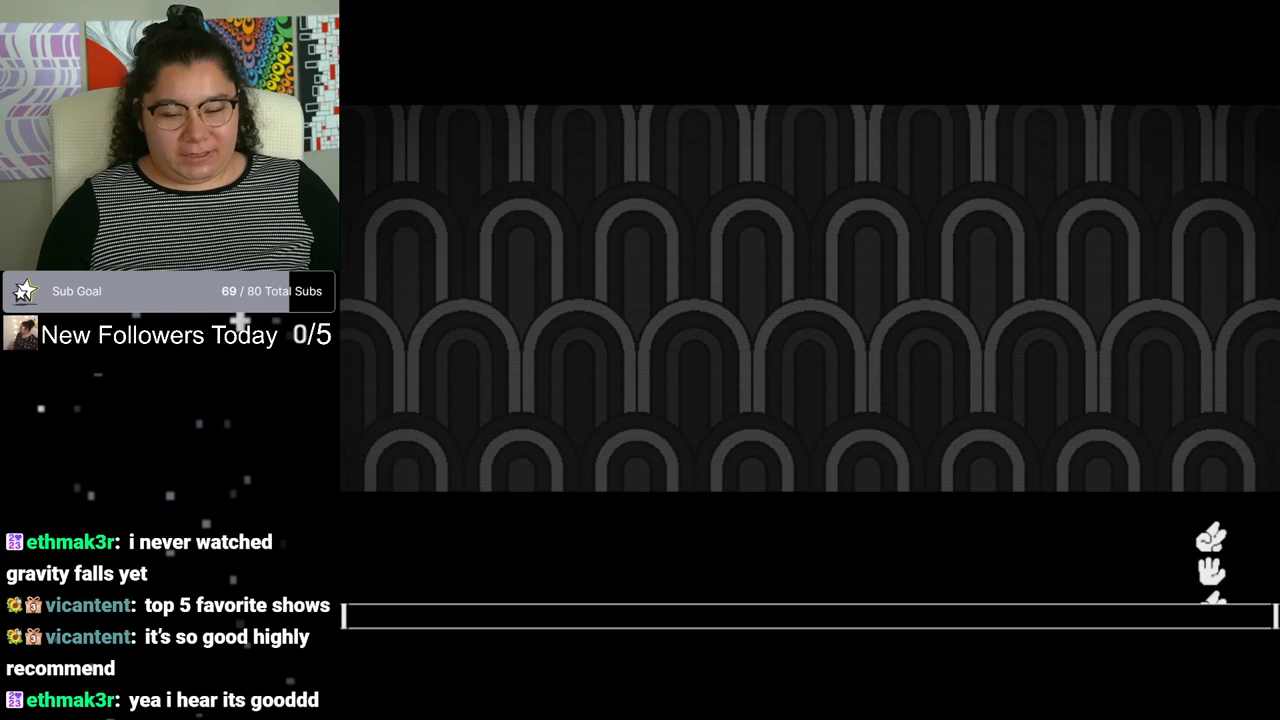 Sub Goal 69 / 80 Total Subs
New Followers Today 0/5
ethmak3r: i never watched
gravity falls yet
vicantent: top 5 favorite shows
vicantent: it's so good highly
recommend
ethmak3r: yea i hear its gooddd